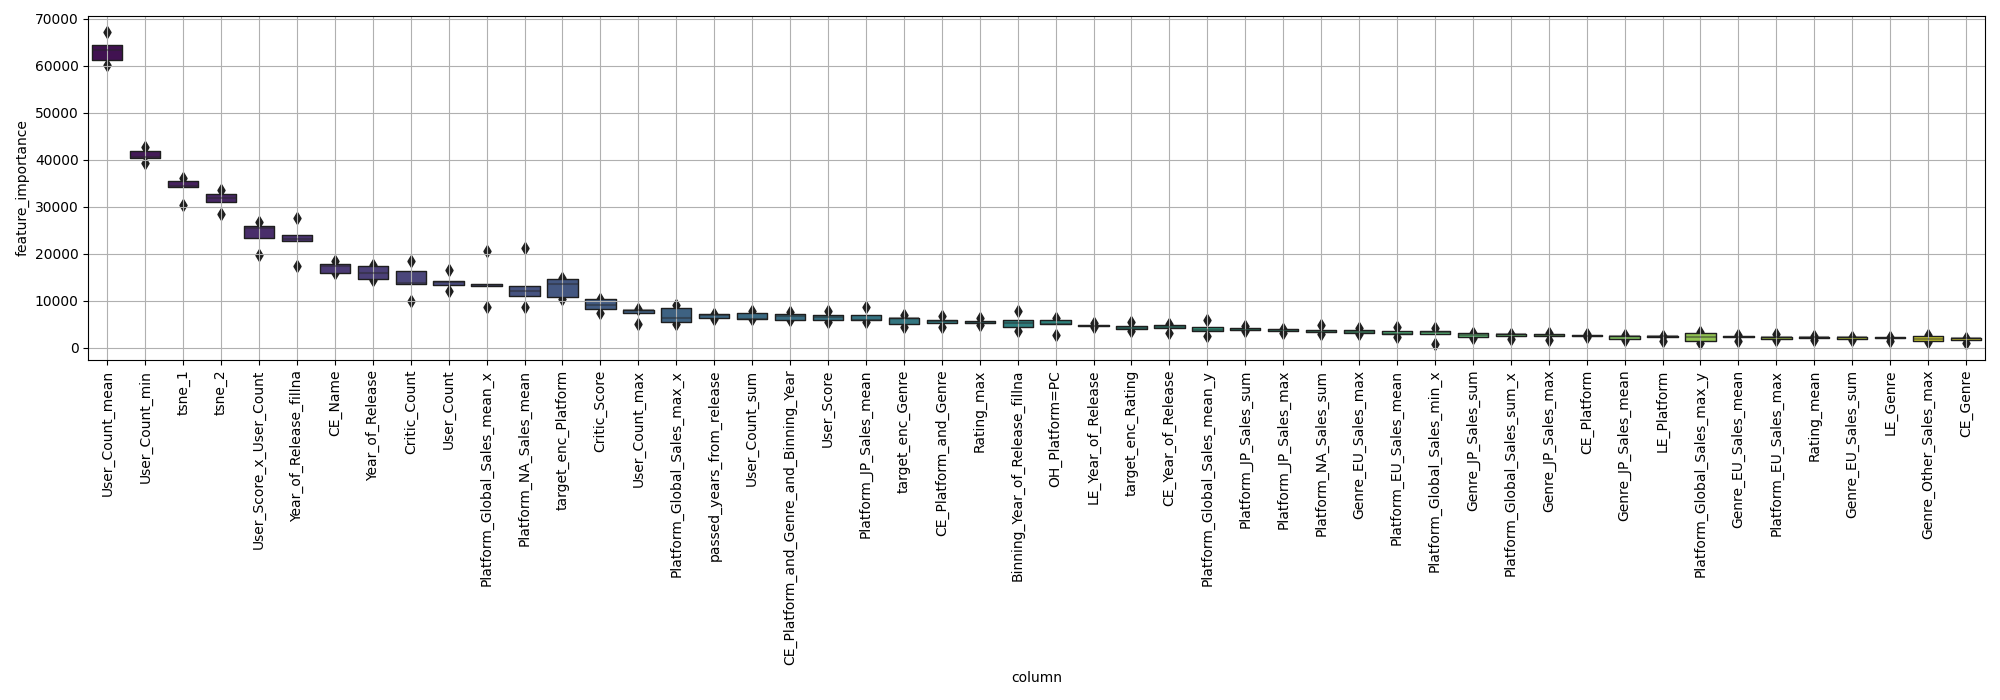 70000
60000
50000
40000
30000
20000
10000
0
feature_importance
User_Count_mean
User_Count_min
tsne_1
tsne_2
User_Score_x_User_Count
Year_of_Release_fillna
CE_Name
Year_of_Release
Critic_Count
User_Count
Platform_Global_Sales_mean_x
Platform_NA_Sales_mean
target_enc_Platform
Critic_Score
User_Count_max
Platform_Global_Sales_max_x
passed_years_from_release
User_Count_sum
CE_Platform_and_Genre_and_Binning_Year
User_Score
Platform_JP_Sales_mean
target_enc_Genre
CE_Platform_and_Genre
Rating_max
Binning_Year_of Release_fillna
OH_Platform=PC
LE_Year_of_Release
target_enc_Rating
CE_Year_of_Release
Platform_Global_Sales_mean_y
Platform_JP_Sales_sum
Platform_JP_Sales_max
Platform_NA_Sales_sum
Genre_EU_Sales_max
Platform_EU_Sales_mean
Platform_Global_Sales_min_x
Genre_JP_Sales_sum
Platform_Global_Sales_sum_x
Genre_JP_Sales_max
CE_Platform
Genre_JP_Sales_mean
LE_Platform
Platform_Global_Sales_max_y
Genre_EU_Sales_mean
Platform_EU_Sales_max
Rating_mean
Genre_EU_Sales_sum
LE_Genre
Genre_Other_Sales_max
CE_Genre
column